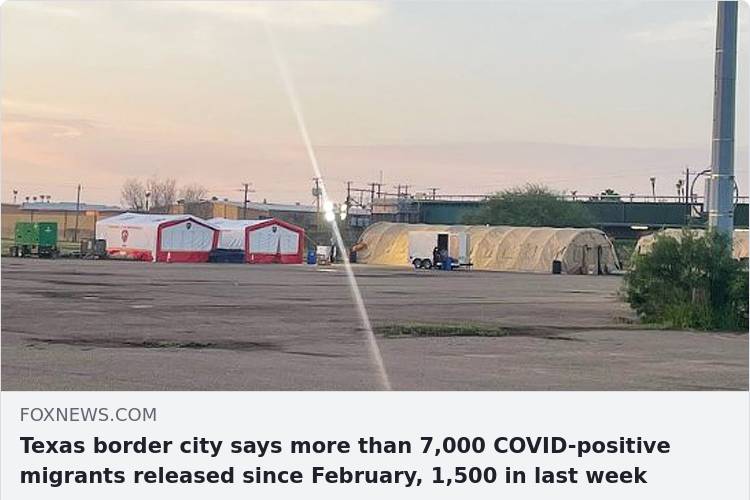 FOXNEWS.COM
Texas border city says more than 7,000 COVID-positive
migrants released since February, 1,500 in last week